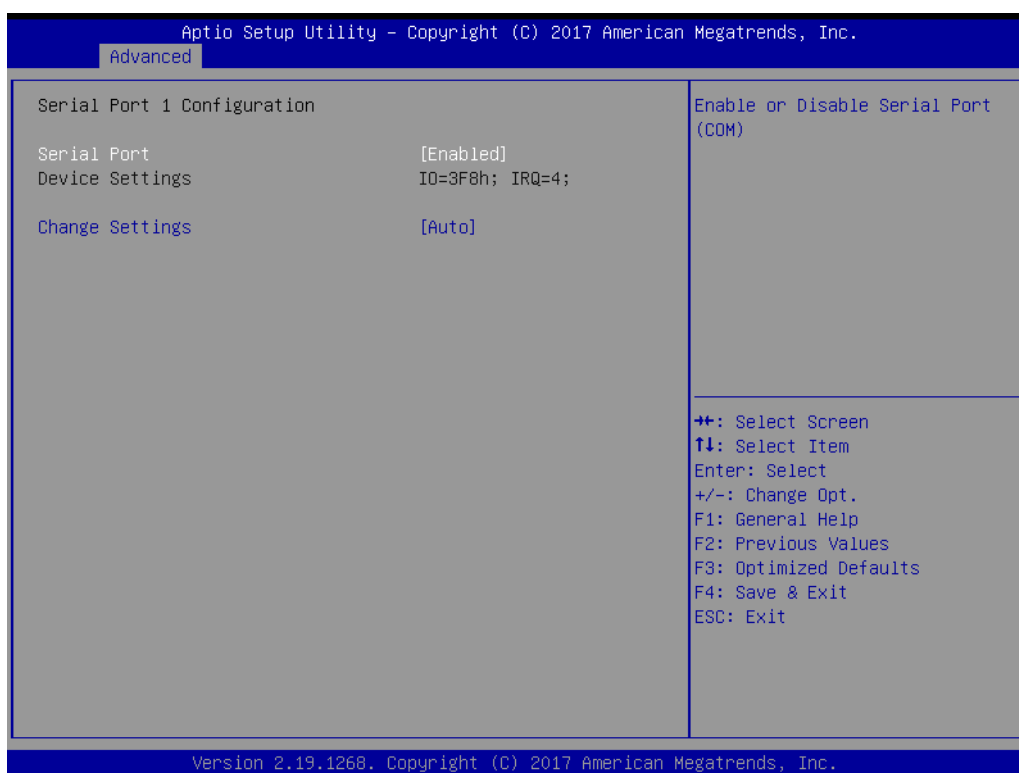 Aptio Setup Utility – Copyright (C) 2017 American Megatrends, Inc.
Advanced
Serial Port 1 Configuration
Serial Port [Enabled]
Device Settings IO=3F8h; IRQ=4;
Change Settings [Auto]
Enable or Disable Serial Port
(COM)
→←: Select Screen
↑↓: Select Item
Enter: Select
+/-: Change Opt.
F1: General Help
F2: Previous Values
F3: Optimized Defaults
F4: Save & Exit
ESC: Exit
Version 2.19.1268. Copyright (C) 2017 American Megatrends, Inc.